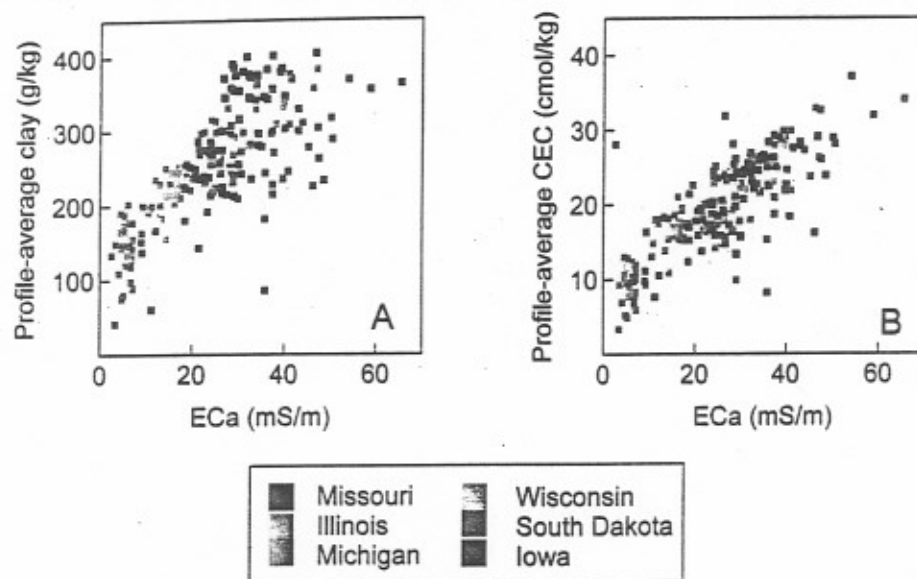 Profile-average clay (g/kg)
400
300
200
100
0 20 40 60
ECa (mS/m)
A
Profile-average CEC (cmol/kg)
40
30
20
10
0 20 40 60
ECa (mS/m)
B
Missouri
Illinois
Michigan
Wisconsin
South Dakota
Iowa